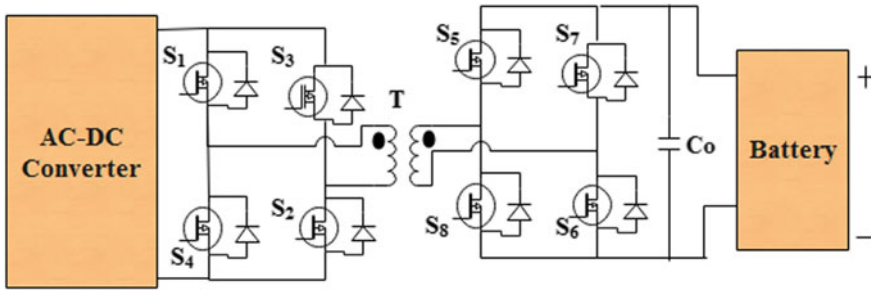 S1
S3
S5
S7
T
AC-DC
Converter
Co
Battery
+
S4
S2
S8
S6
−